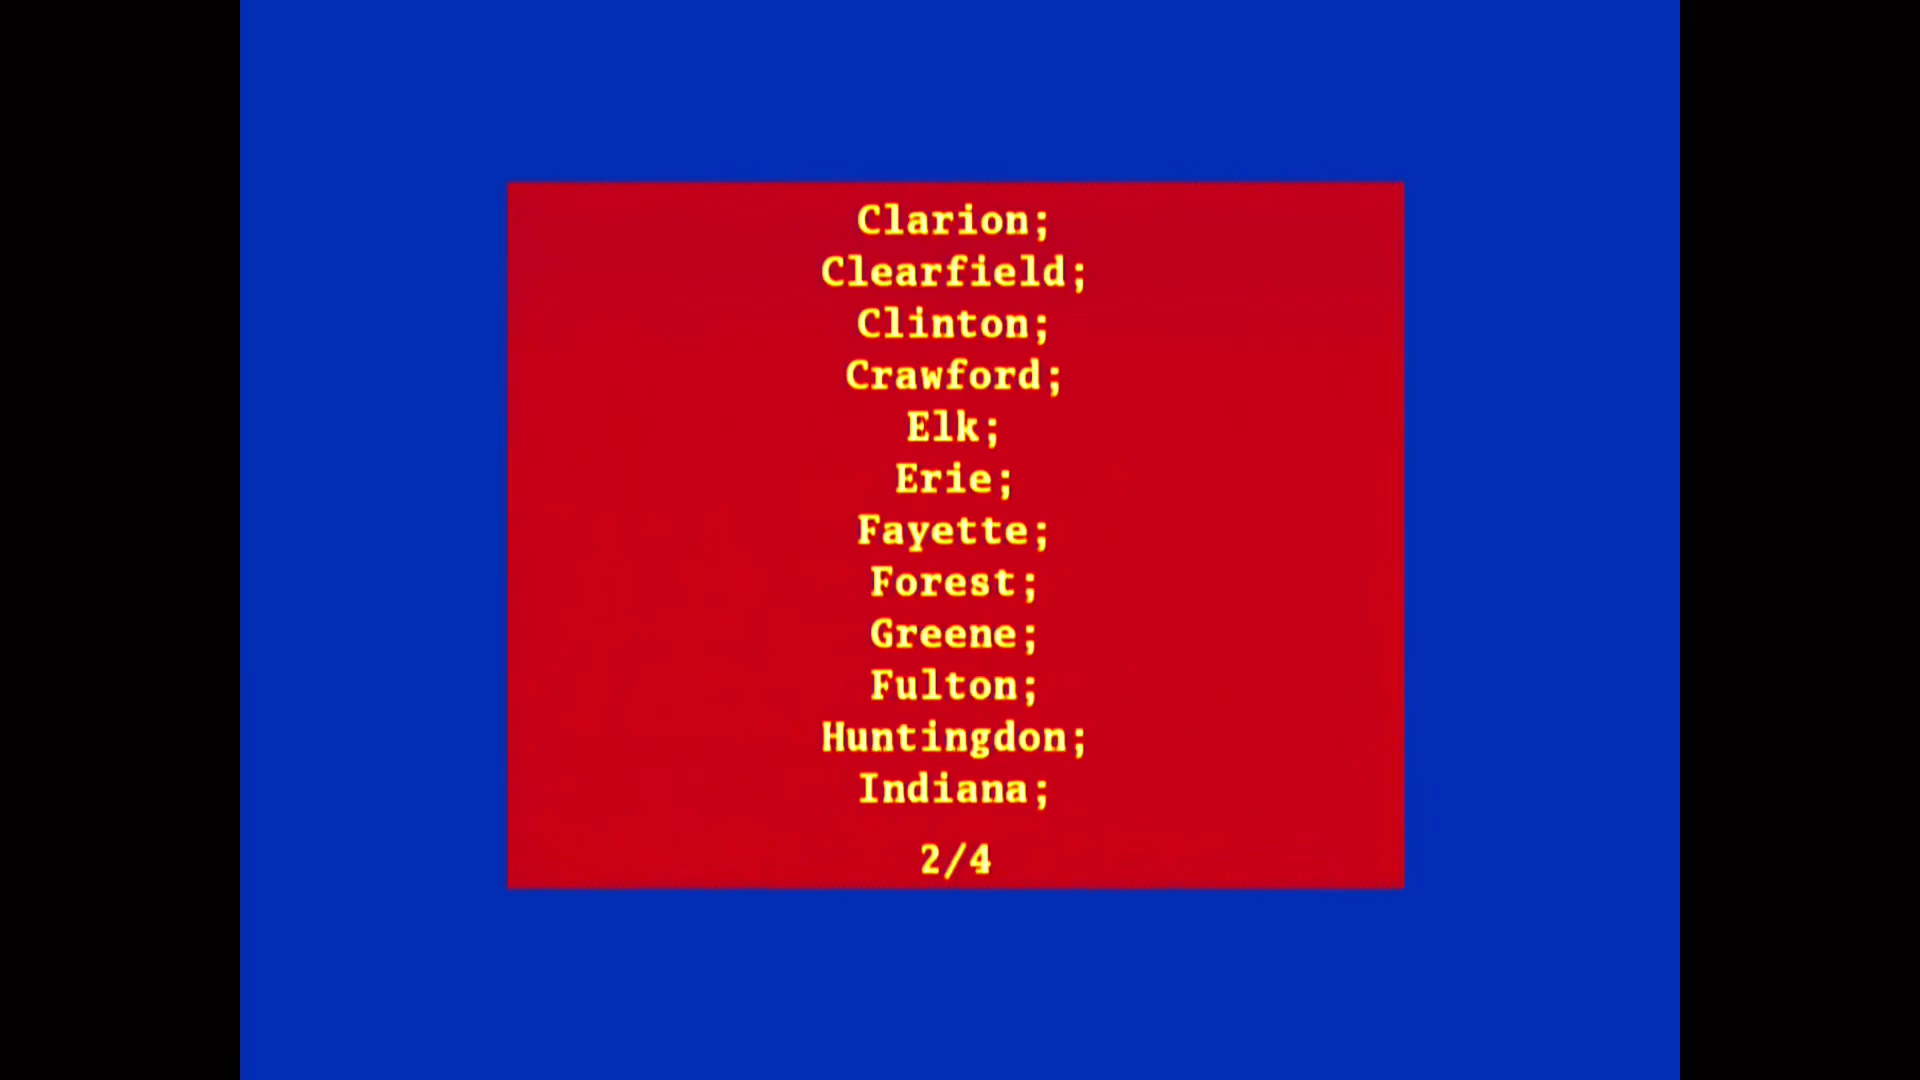 Clarion;
Clearfield;
Clinton;
Crawford;
Elk;
Erie;
Fayette;
Forest;
Greene;
Fulton;
Huntingdon;
Indiana;
2/4